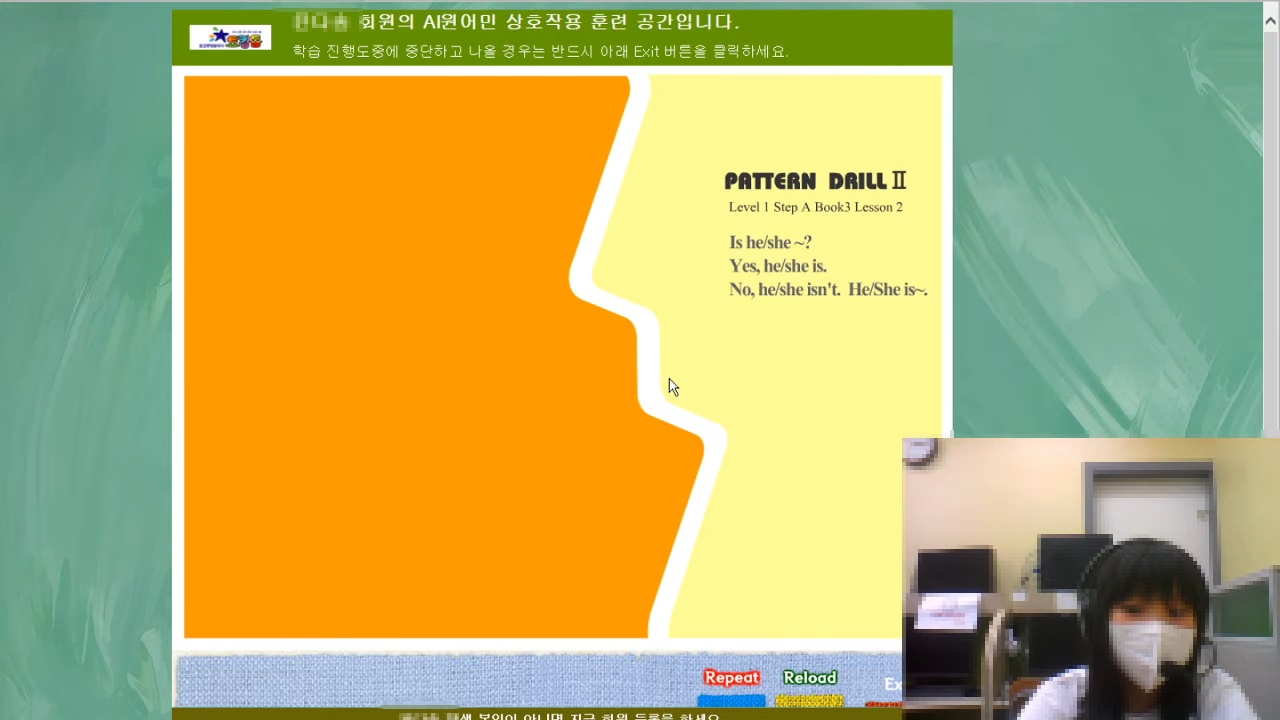 회원의 AI원어민 상호작용 훈련 공간입니다.
학습 진행도중에 중단하고 나올 경우는 반드시 아래 Exit 버튼을 클릭하세요.
PATTERN DRILL Ⅱ
Level 1 Step A Book3 Lesson 2
Is he/she ~?
Yes, he/she is.
No, he/she isn't. He/She is~.
Repeat
Reload